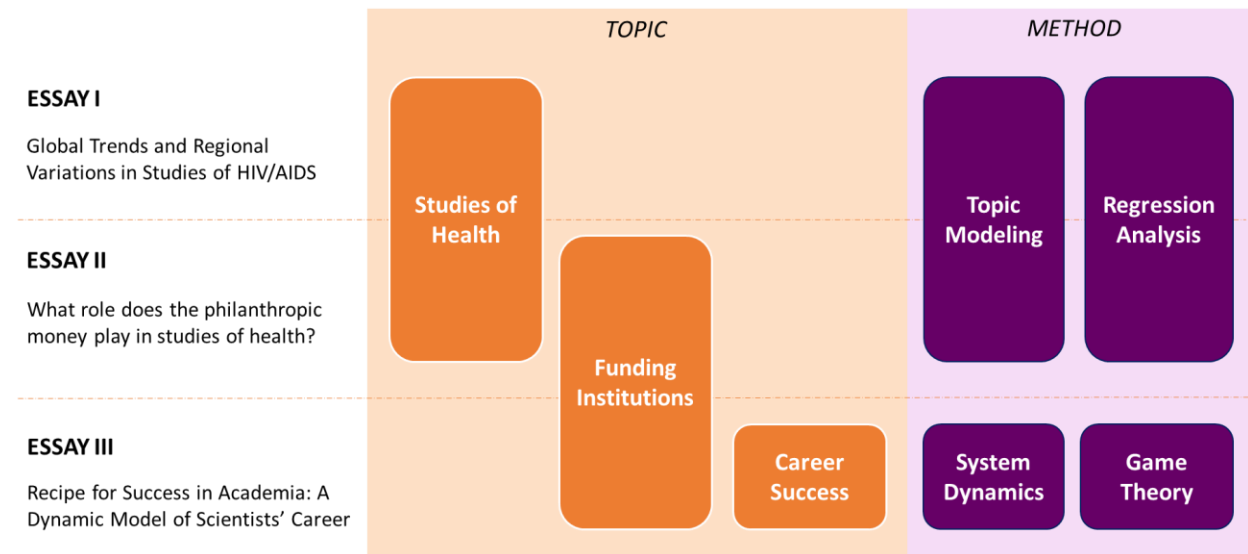 TOPIC
METHOD
ESSAY I
Global Trends and Regional
Variations in Studies of HIV/AIDS
Studies of
Health
Topic
Modeling
Regression
Analysis
ESSAY II
What role does the philanthropic
money play in studies of health?
Funding
Institutions
ESSAY III
Recipe for Success in Academia: A
Dynamic Model of Scientists’ Career
Career
Success
System
Dynamics
Game
Theory